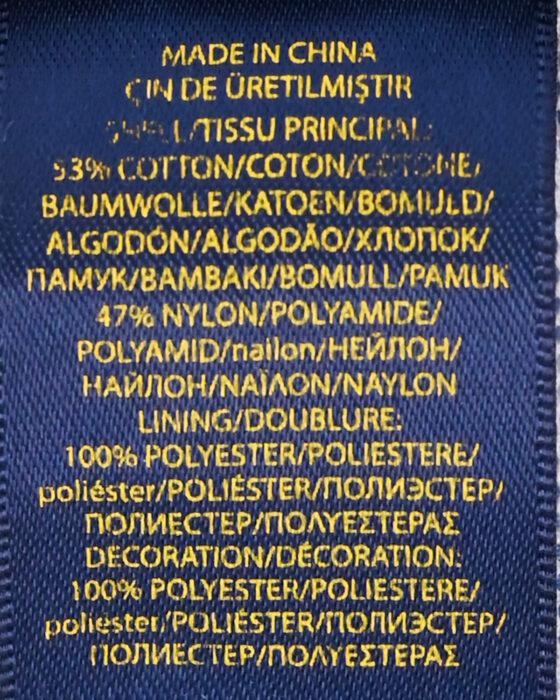 MADE IN CHINA
ÇIN DE ÜRETILMIŞTIR
SHELL/TISSU PRINCIPAL:
53% COTTON/COTON/COTONE/
BAUMWOLLE/KATOEN/BOMULD/
ALGODÓN/ALGODÃO/ХЛОПОК/
ПАМУК/BAMBAKI/BOMULL/PAMUK
47% NYLON/POLYAMIDE/
POLYAMID/nailon/НЕЙЛОН/
НАЙЛОН/ΝΑΪΛΟΝ/NAYLON
LINING/DOUBLURE:
100% POLYESTER/POLIESTERE/
poliéster/POLIÉSTER/ПОЛИЭСТЕР/
ПОЛИЕСТЕР/ΠΟΛΥΕΣΤΕΡΑΣ
DECORATION/DÉCORATION:
100% POLYESTER/POLIESTERE/
poliéster/POLIÉSTER/ПОЛИЭСТЕР/
ПОЛИЕСТЕР/ΠΟΛΥΕΣΤΕΡΑΣ